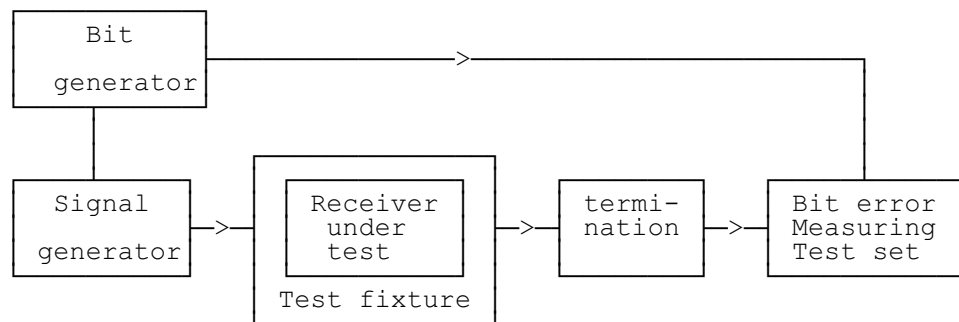 Bit
generator
Signal
generator
Receiver
under
test
Test fixture
termi-
nation
Bit error
Measuring
Test set